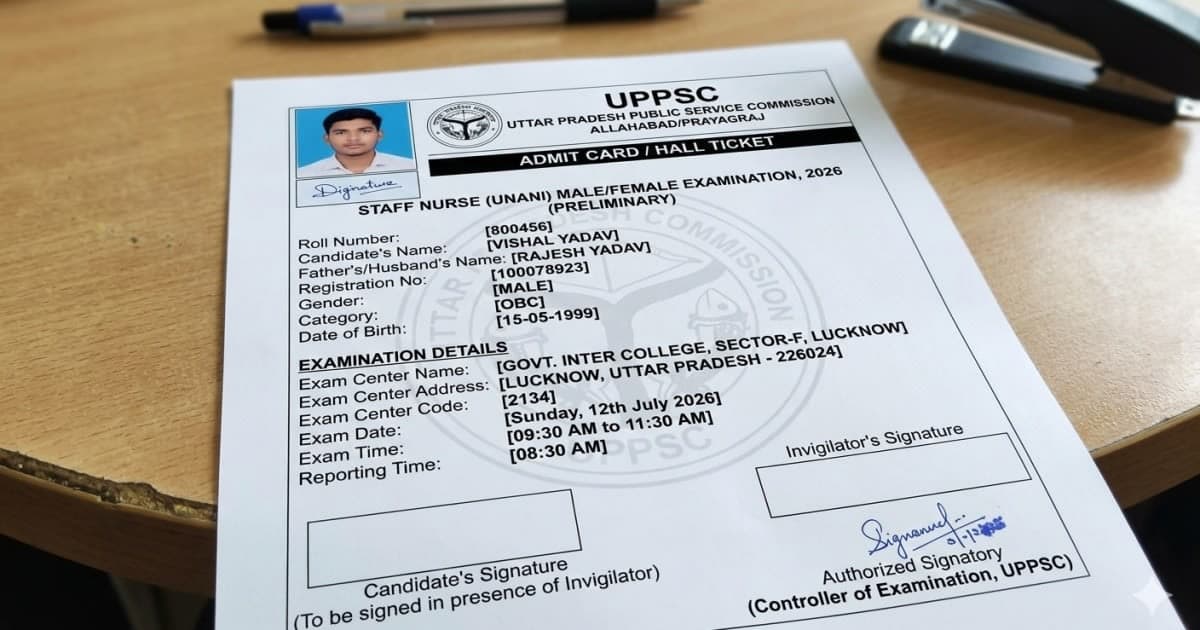 UPPSC
UTTAR PRADESH PUBLIC SERVICE COMMISSION
ALLAHABAD/PRAYAGRAJ
ADMIT CARD / HALL TICKET
Dignature
STAFF NURSE (UNANI) MALE/FEMALE EXAMINATION, 2026
(PRELIMINARY)
Roll Number: [800456]
Candidate's Name: [VISHAL YADAV]
Father's/Husband's Name: [RAJESH YADAV]
Registration No: [100078923]
Gender: [MALE]
Category: [OBC]
Date of Birth: [15-05-1999]
EXAMINATION DETAILS
Exam Center Name: [GOVT. INTER COLLEGE, SECTOR-F, LUCKNOW]
Exam Center Address: [LUCKNOW, UTTAR PRADESH - 226024]
Exam Center Code: [2134]
Exam Date: [Sunday, 12th July 2026]
Exam Time: [09:30 AM to 11:30 AM]
Reporting Time: [08:30 AM]
UPPSC
Invigilator's Signature
Candidate's Signature
(To be signed in presence of Invigilator)
Authorized Signatory
(Controller of Examination, UPPSC)